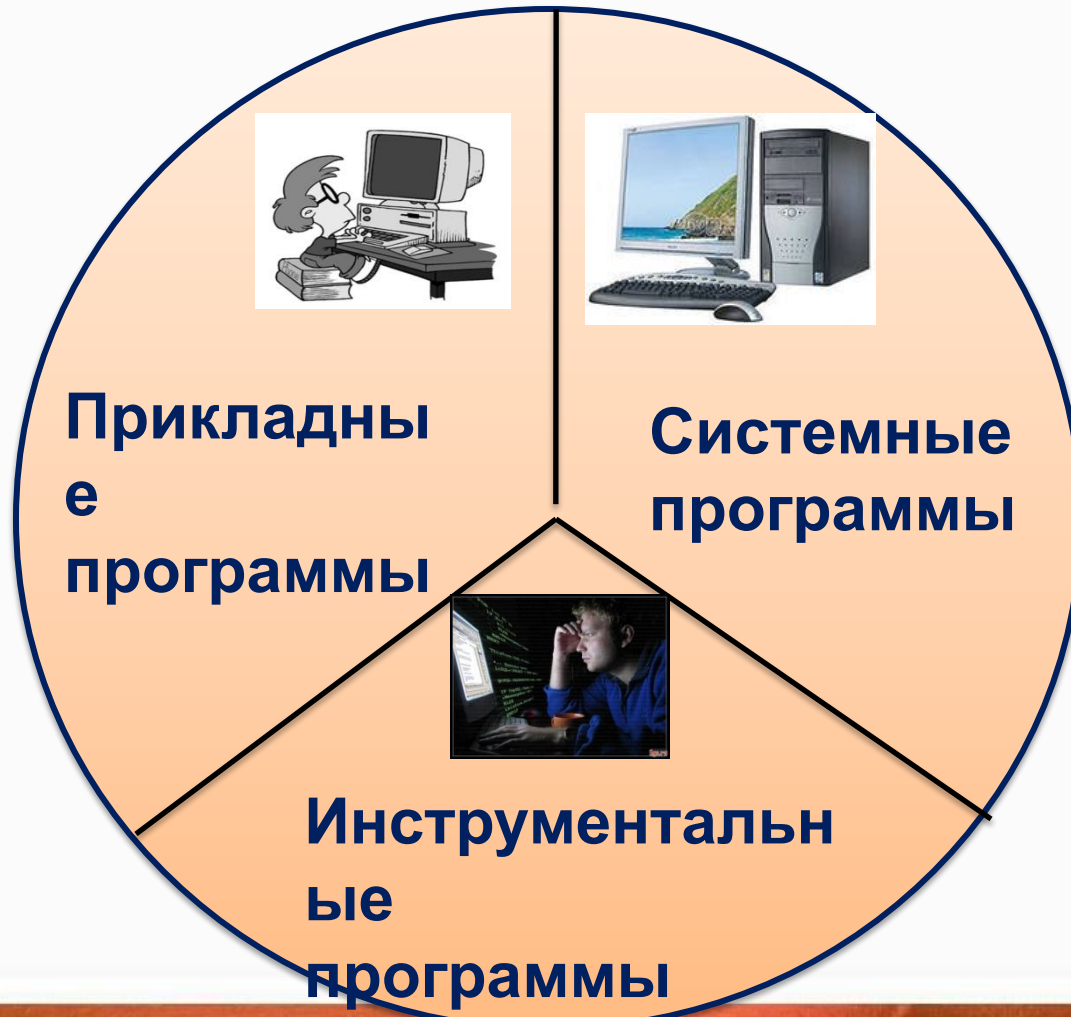 Прикладны
е
программы
Системные
программы
Инструментальн
ые
программы